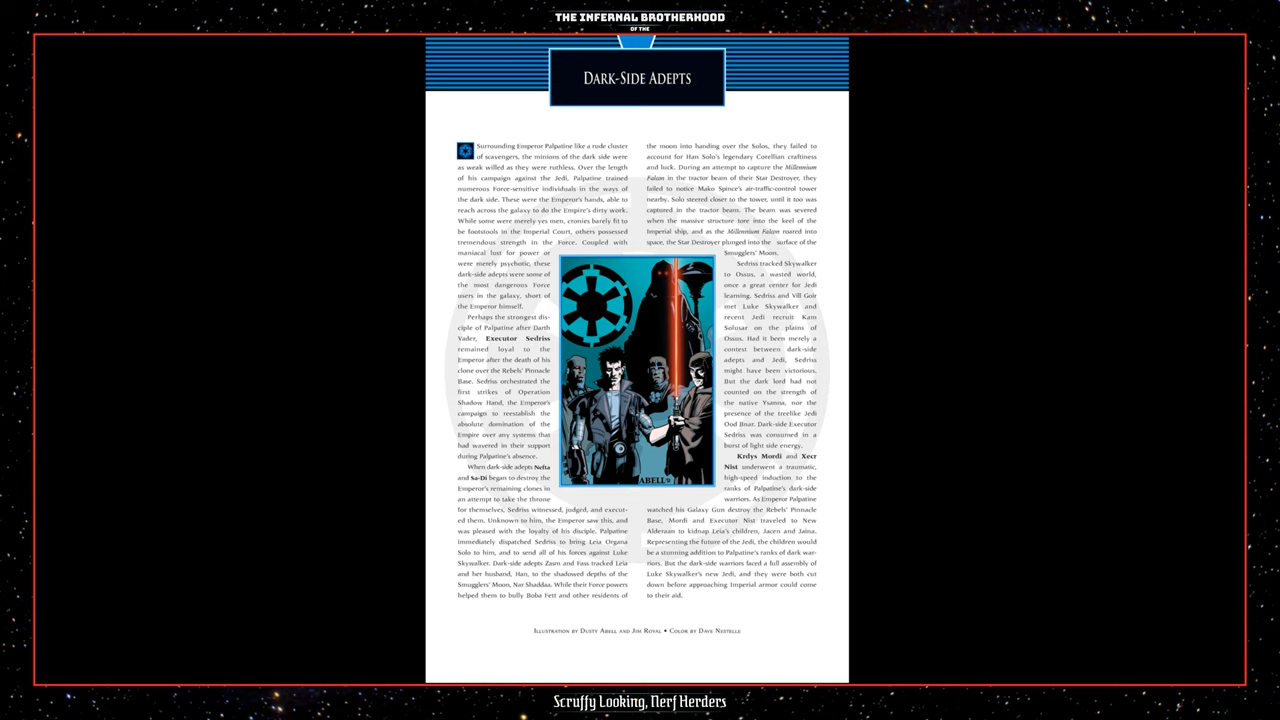 THE INFERNAL BROTHERHOOD
OF THE
DARK-SIDE ADEPTS
Surrounding Emperor Palpatine like a rude cluster
of scavengers, the minions of the dark side were
as weak willed as they were ruthless. Over the length
of his campaign against the Jedi, Palpatine trained
numerous Force-sensitive individuals in the ways of
the dark side. These were the Emperor's hands, able to
reach across the galaxy to do the Empire's dirty work.
While some were merely yes men, cronies barely fit to
be footstools in the Imperial Court, others possessed
tremendous strength in the Force. Coupled with
maniacal lust for power or
were merely psychotic, these
dark-side adepts were some of
the most dangerous Force
users in the galaxy, short of
the Emperor himself.
Perhaps the strongest dis-
ciple of Palpatine after Darth
Vader, Executor Sedriss
remained loyal to the
Emperor after the death of his
clone over the Rebels' Pinnacle
Base. Sedriss orchestrated the
first strikes of Operation
Shadow Hand, the Emperor's
campaign to reestablish the
absolute domination of the
Empire over any systems that
had wavered in their support
during Palpatine's absence.
When dark-side adepts Nefta
and Sa-Di began to destroy the
Emperor's remaining clones in
an attempt to take the throne
for themselves, Sedriss witnessed, judged, and execut-
ed them. Unknown to him, the Emperor saw this, and
was pleased with the loyalty of his disciple. Palpatine
immediately dispatched Sedriss to bring Leia Organa
Solo to him, and to send all of his forces against Luke
Skywalker. Dark-side adepts Zasm and Fass tracked Leia
and her husband, Han, to the shadowed depths of the
Smugglers' Moon, Nar Shaddaa. While their Force powers
helped them to bully Boba Fett and other residents of
the moon into handing over the Solos, they failed to
account for Han Solo's legendary Corellian craftiness
and luck. During an attempt to capture the Millennium
Falcon in the tractor beam of their Star Destroyer, they
failed to notice Mako Spince's air-traffic-control tower
nearby. Solo steered closer to the tower, until it too was
captured in the tractor beam. The beam was severed
when the massive structure tore into the keel of the
Imperial ship, and as the Millennium Falcon roared into
space, the Star Destroyer plunged into the surface of the
Smugglers' Moon.
Sedriss tracked Skywalker
to Ossus, a wasted world,
once a great center for Jedi
learning. Sedriss and Vill Goir
met Luke Skywalker and
recent Jedi recruit Kam
Solusar on the plains of
Ossus. Had it been merely a
contest between dark-side
adepts and Jedi, Sedriss
might have been victorious.
But the dark lord had not
counted on the strength of
the native Ysanna, nor the
presence of the treelike Jedi
Ood Bnar. Dark-side Executor
Sedriss was consumed in a
burst of light side energy.
Krdys Mordi and Xecr
Nist underwent a traumatic,
high-speed induction to the
ranks of Palpatine's dark-side
warriors. As Emperor Palpatine
watched his Galaxy Gun destroy the Rebels' Pinnacle
Base, Mordi and Executor Nist traveled to New
Alderaan to kidnap Leia's children, Jacen and Jaina.
Representing the future of the Jedi, the children would
be a stunning addition to Palpatine's ranks of dark war-
riors. But the dark-side warriors faced a full assembly of
Luke Skywalker's new Jedi, and they were both cut
down before approaching Imperial armor could come
to their aid.
ABELL
ILLUSTRATION BY DUSTY ABELL AND JIM ROYAL • COLOR BY DAVE NESTELLE
Scruffy Looking, Nerf Herders